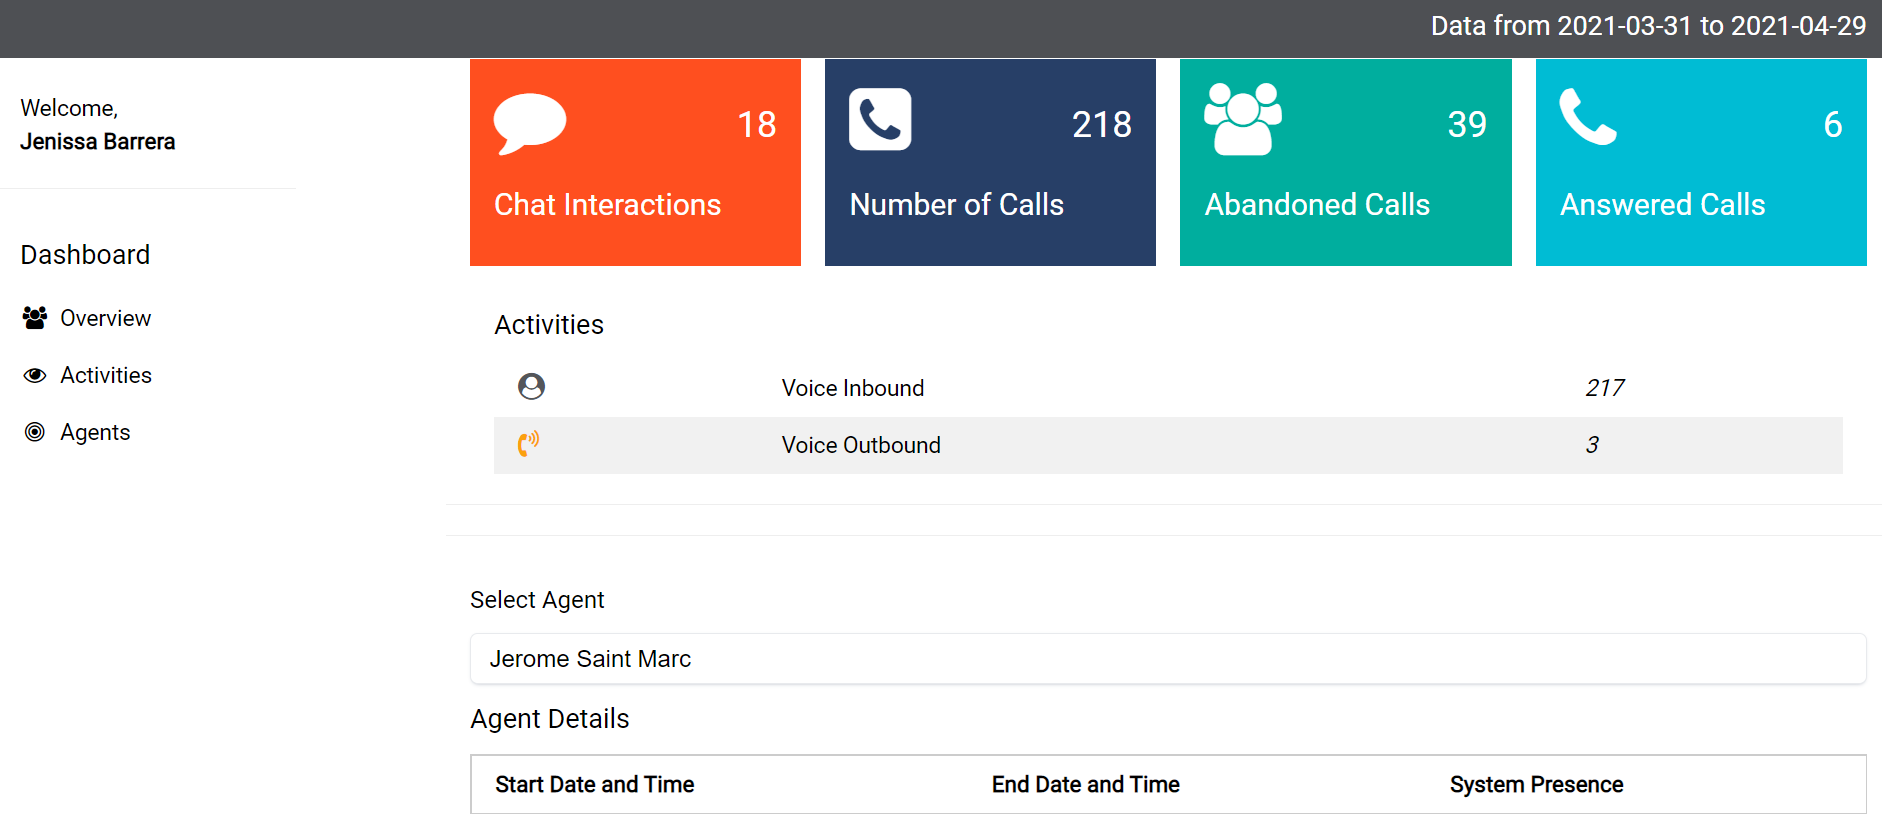 Data from 2021-03-31 to 2021-04-29
Welcome,
Jenissa Barrera
Dashboard
Overview
Activities
Agents
18
Chat Interactions
218
Number of Calls
39
Abandoned Calls
6
Answered Calls
Activities
Voice Inbound 217
Voice Outbound 3
Select Agent
Jerome Saint Marc
Agent Details
Start Date and Time End Date and Time System Presence